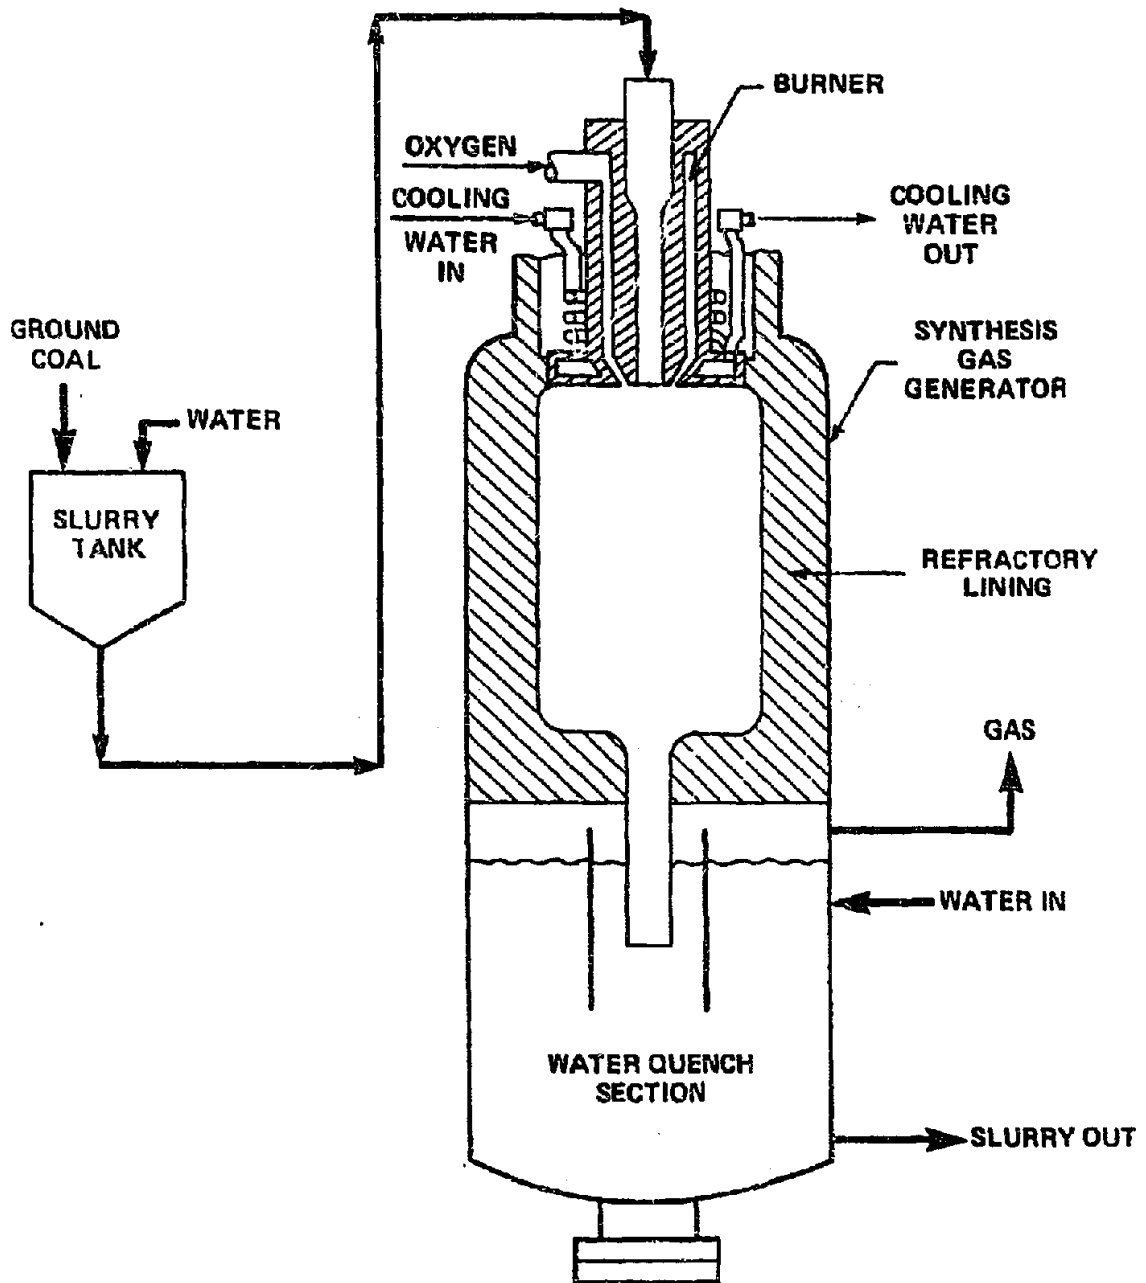 BURNER
OXYGEN
COOLING
WATER
IN
COOLING
WATER
OUT
GROUND
COAL
WATER
SLURRY
TANK
SYNTHESIS
GAS
GENERATOR
REFRACTORY
LINING
GAS
WATER IN
WATER QUENCH
SECTION
SLURRY OUT